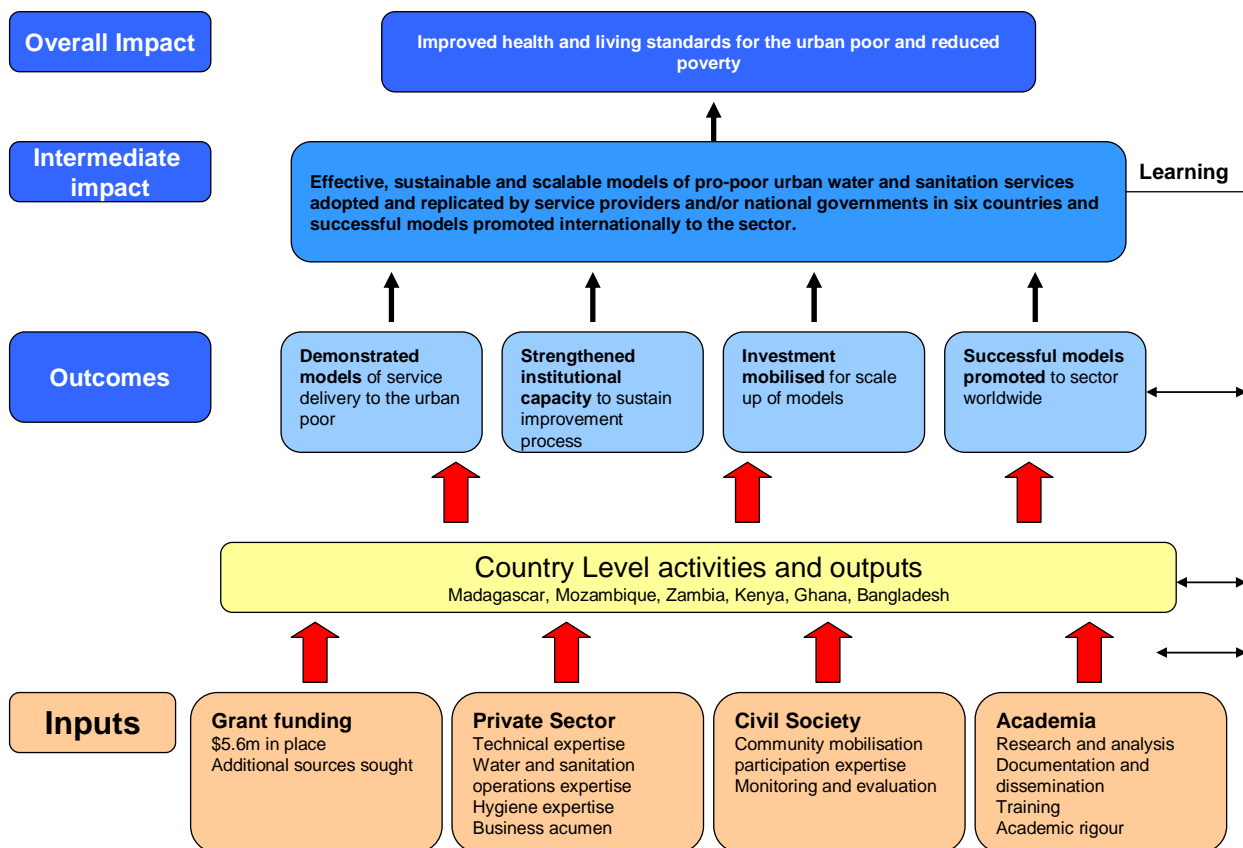 Overall Impact
Improved health and living standards for the urban poor and reduced
poverty
Intermediate
impact
Effective, sustainable and scalable models of pro-poor urban water and sanitation services
adopted and replicated by service providers and/or national governments in six countries and
successful models promoted internationally to the sector.
Learning
Outcomes
Demonstrated
models of service
delivery to the urban
poor
Strengthened
institutional
capacity to sustain
improvement
process
Investment
mobilised for scale
up of models
Successful models
promoted to sector
worldwide
Country Level activities and outputs
Madagascar, Mozambique, Zambia, Kenya, Ghana, Bangladesh
Inputs
Grant funding
$5.6m in place
Additional sources sought
Private Sector
Technical expertise
Water and sanitation
operations expertise
Hygiene expertise
Business acumen
Civil Society
Community mobilisation
participation expertise
Monitoring and evaluation
Academia
Research and analysis
Documentation and
dissemination
Training
Academic rigour